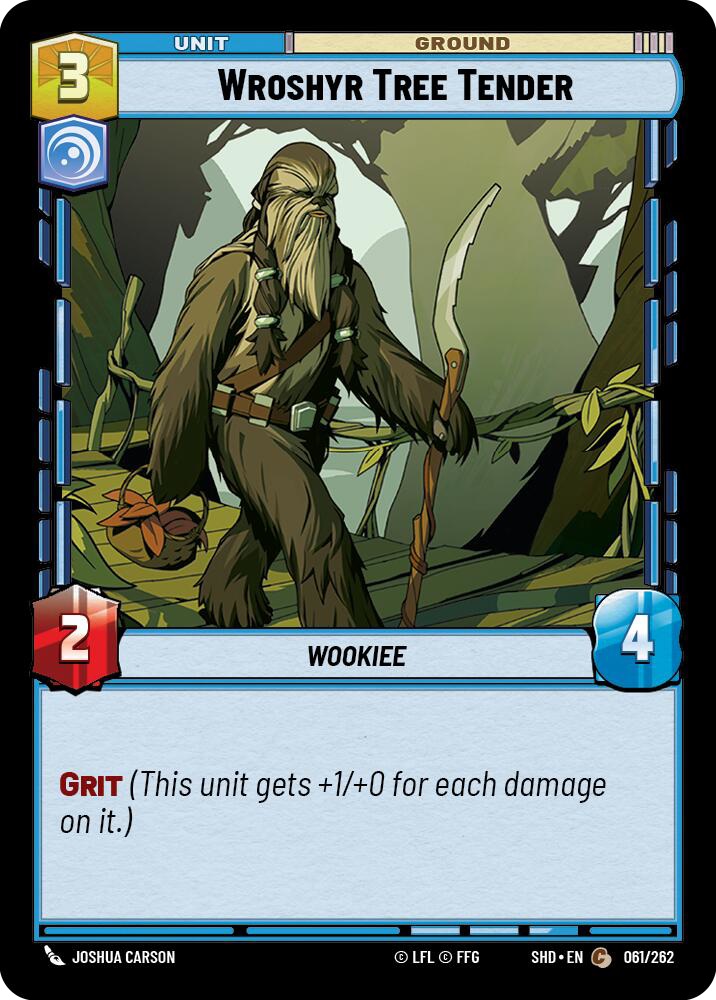 UNIT GROUND
3
WROSHYR TREE TENDER
2
WOOKIEE
4
GRIT (This unit gets +1/+0 for each damage
on it.)
JOSHUA CARSON © LFL © FFG SHD • EN C 061/262